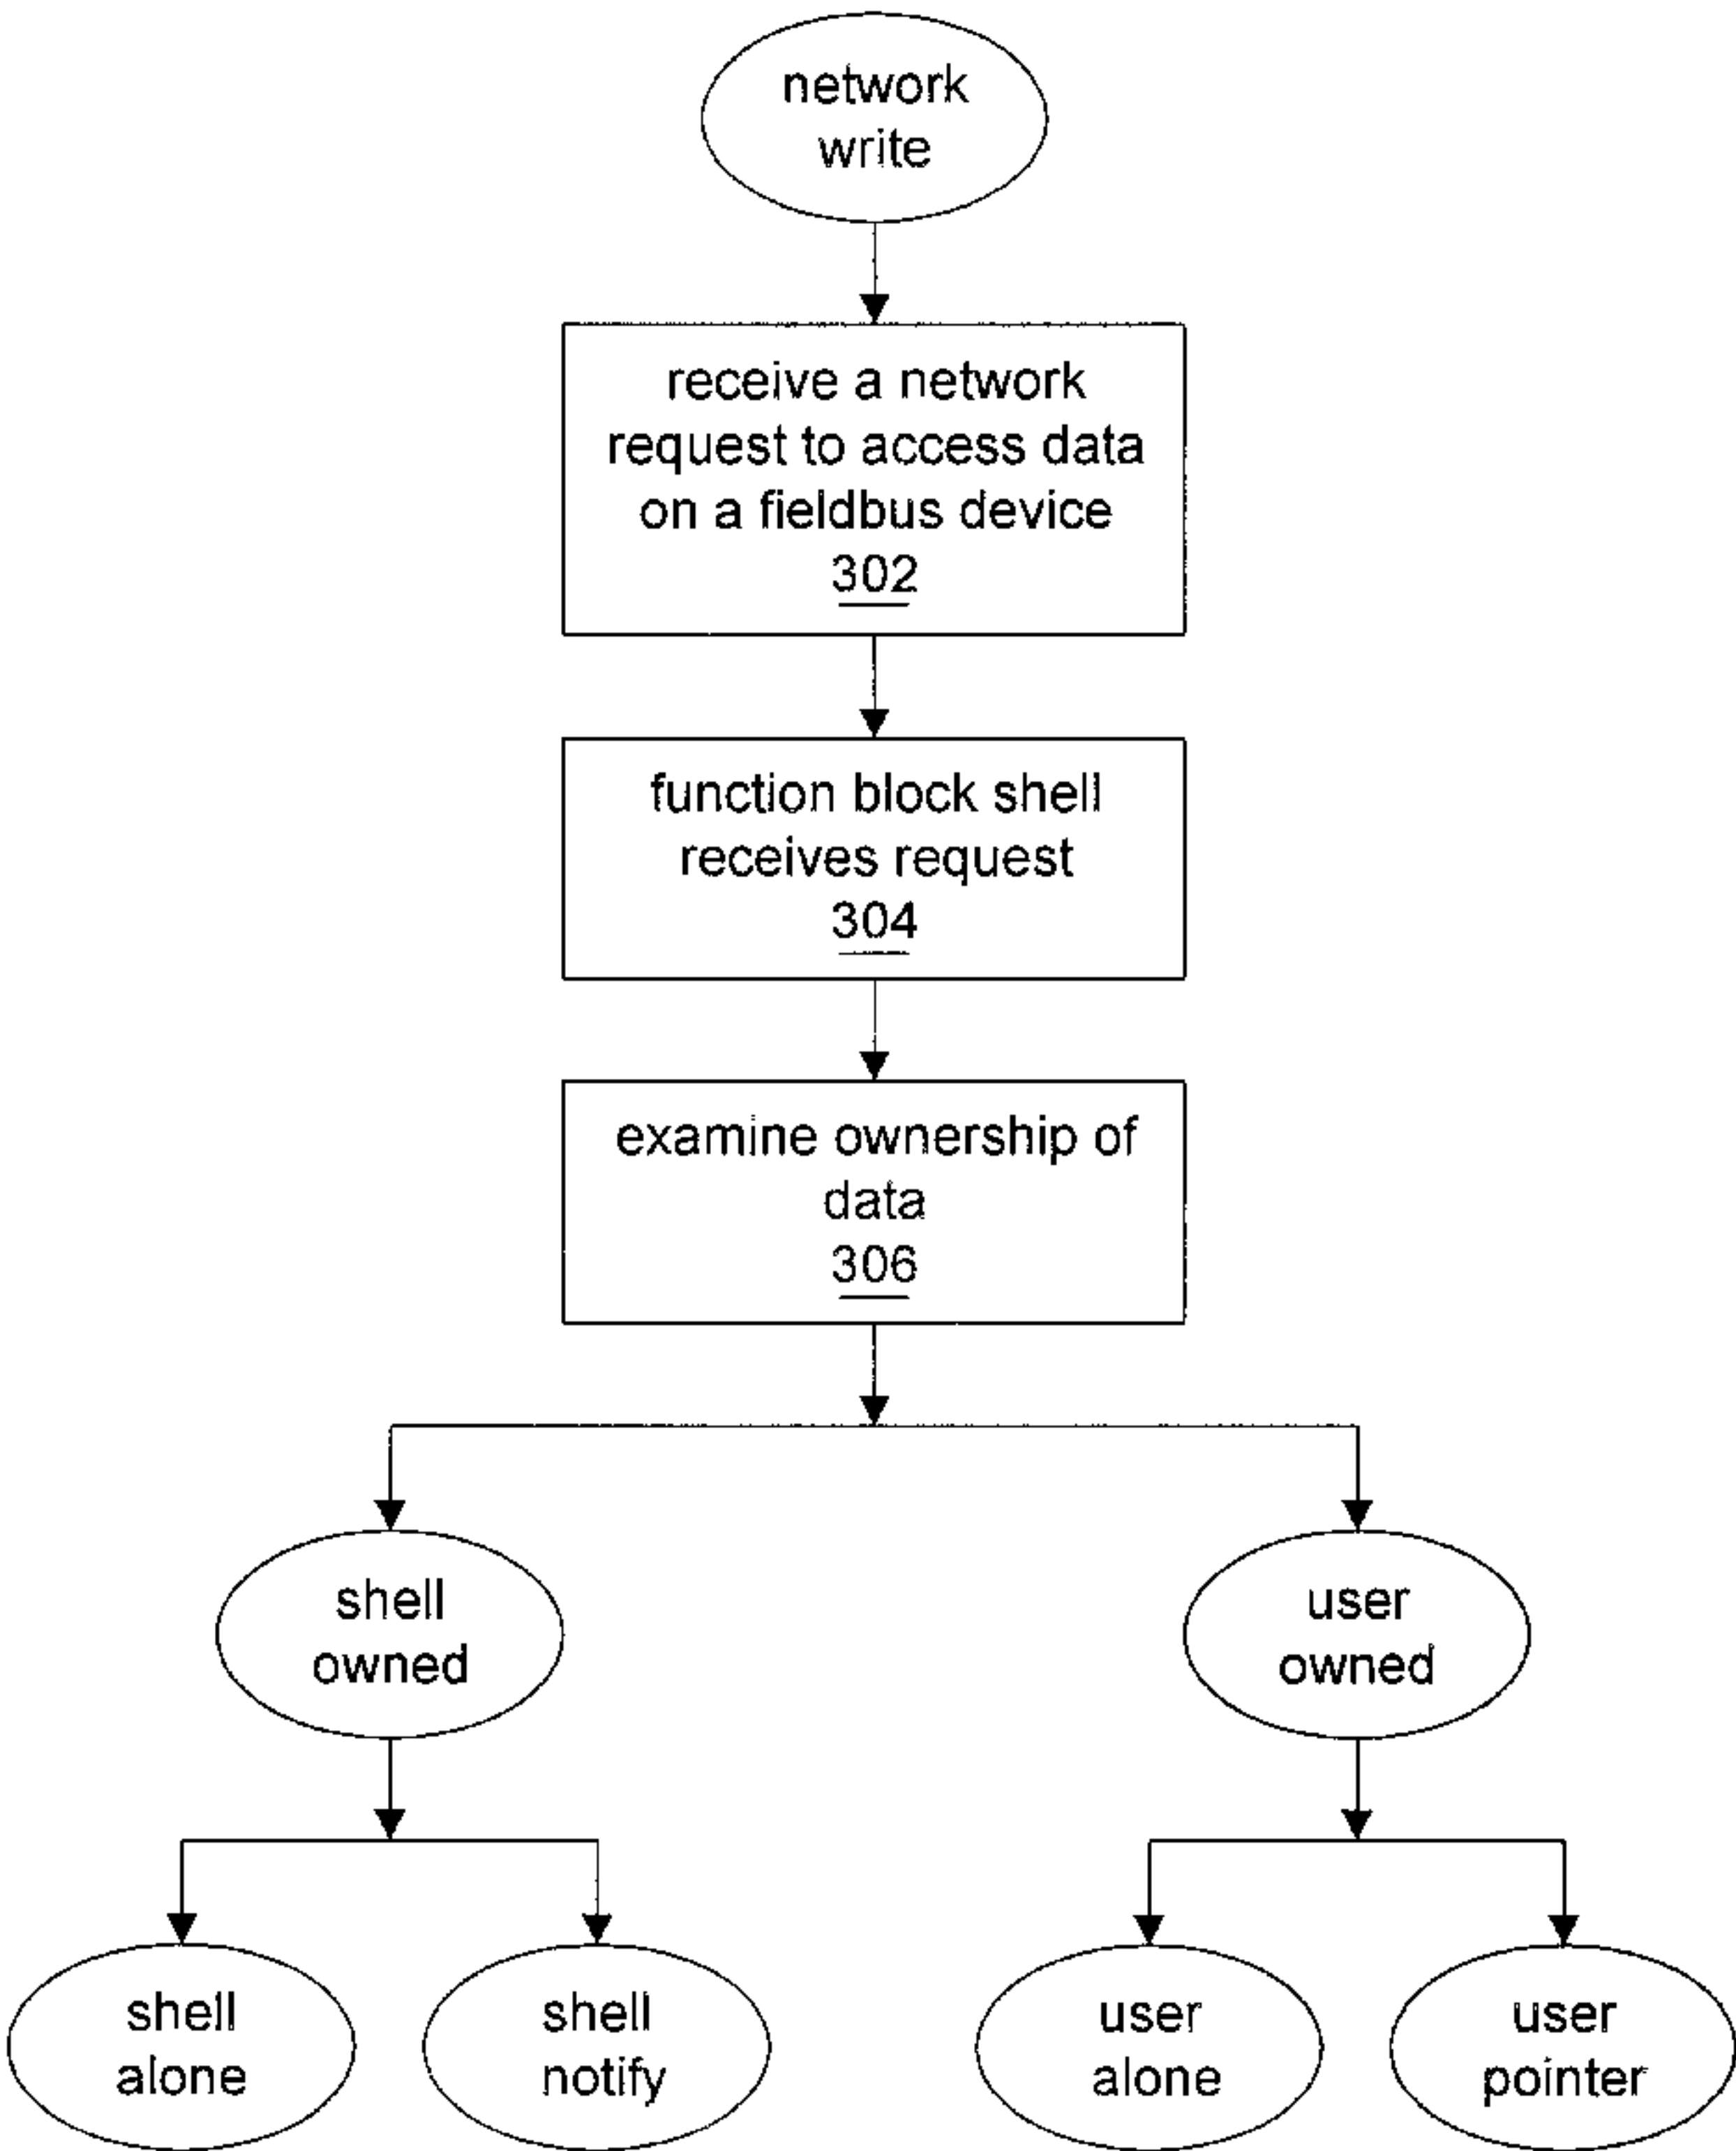 network
write
receive a network
request to access data
on a fieldbus device
302
function block shell
receives request
304
examine ownership of
data
306
shell
owned
user
owned
shell
alone
shell
notify
user
alone
user
pointer